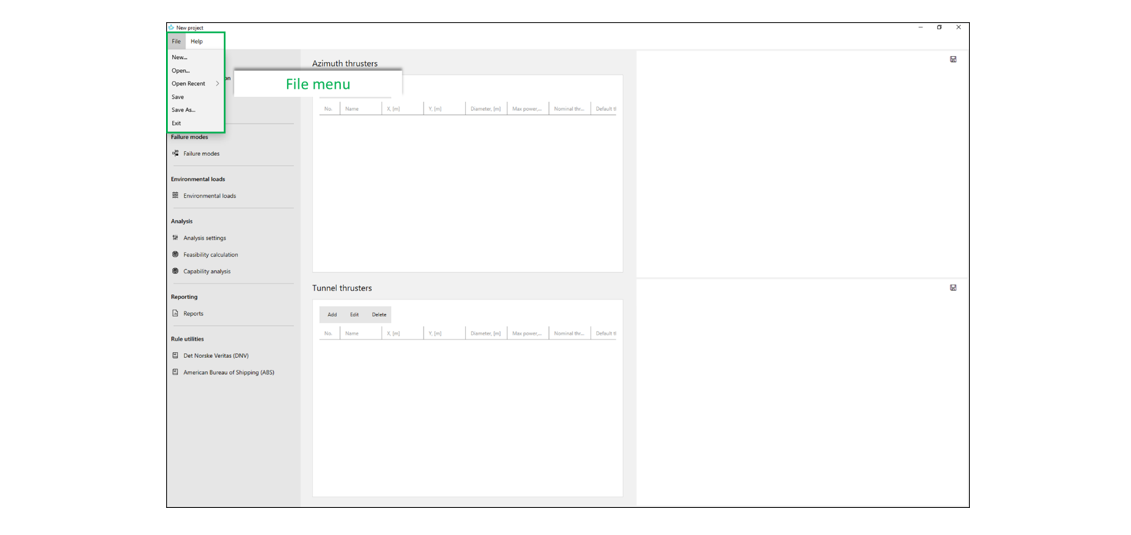 New project
File Help
New...
Open...
Open Recent
Save
Save As...
Exit
File menu
Failure modes
Failure modes
Environmental loads
Environmental loads
Analysis
Analysis settings
Feasibility calculation
Capability analysis
Reporting
Reports
Rule utilities
Det Norske Veritas (DNV)
American Bureau of Shipping (ABS)
Azimuth thrusters
No. Name X, [m] Y, [m] Diameter, [m] Max power,... Nominal thr... Default t
Tunnel thrusters
Add Edit Delete
No. Name X, [m] Y, [m] Diameter, [m] Max power,... Nominal thr... Default t